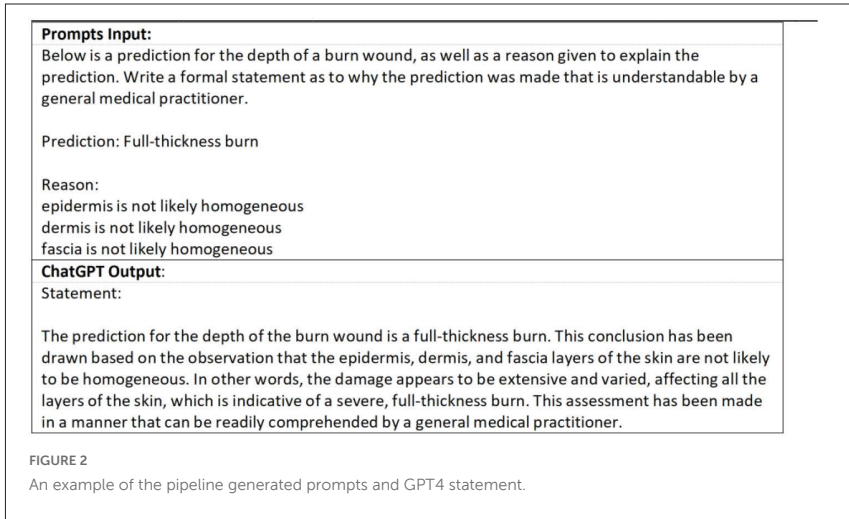 Prompts Input:
Below is a prediction for the depth of a burn wound, as well as a reason given to explain the
prediction. Write a formal statement as to why the prediction was made that is understandable by a
general medical practitioner.
Prediction: Full-thickness burn
Reason:
epidermis is not likely homogeneous
dermis is not likely homogeneous
fascia is not likely homogeneous
ChatGPT Output:
Statement:
The prediction for the depth of the burn wound is a full-thickness burn. This conclusion has been
drawn based on the observation that the epidermis, dermis, and fascia layers of the skin are not likely
to be homogeneous. In other words, the damage appears to be extensive and varied, affecting all the
layers of the skin, which is indicative of a severe, full-thickness burn. This assessment has been made
in a manner that can be readily comprehended by a general medical practitioner.
FIGURE 2
An example of the pipeline generated prompts and GPT4 statement.